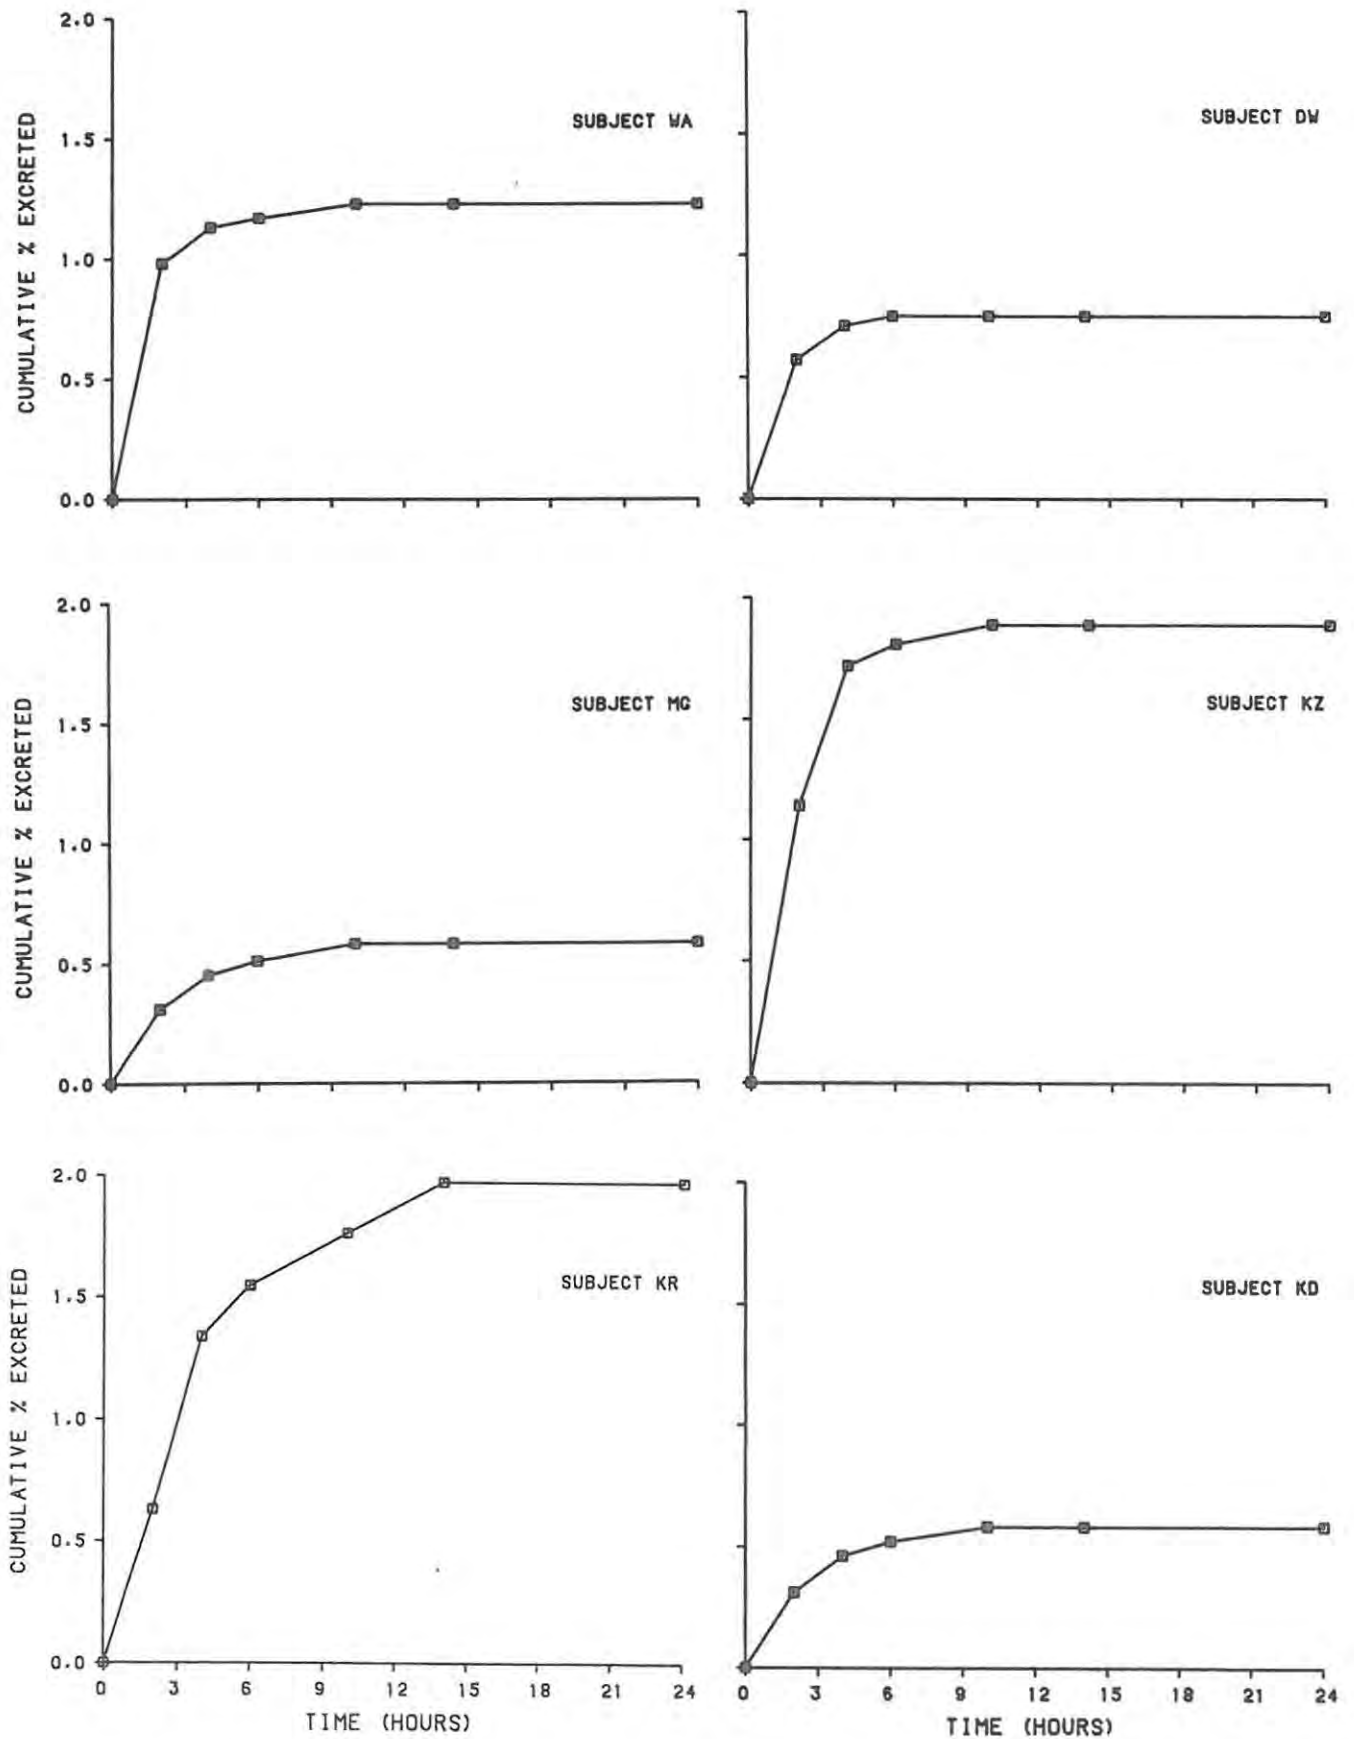 2.0
1.5
1.0
0.5
0.0
CUMULATIVE % EXCRETED
SUBJECT WA
SUBJECT DW
2.0
1.5
1.0
0.5
0.0
CUMULATIVE % EXCRETED
SUBJECT MG
SUBJECT KZ
2.0
1.5
1.0
0.5
0.0
CUMULATIVE % EXCRETED
SUBJECT KR
0 3 6 9 12 15 18 21 24
TIME (HOURS)
SUBJECT KD
0 3 6 9 12 15 18 21 24
TIME (HOURS)